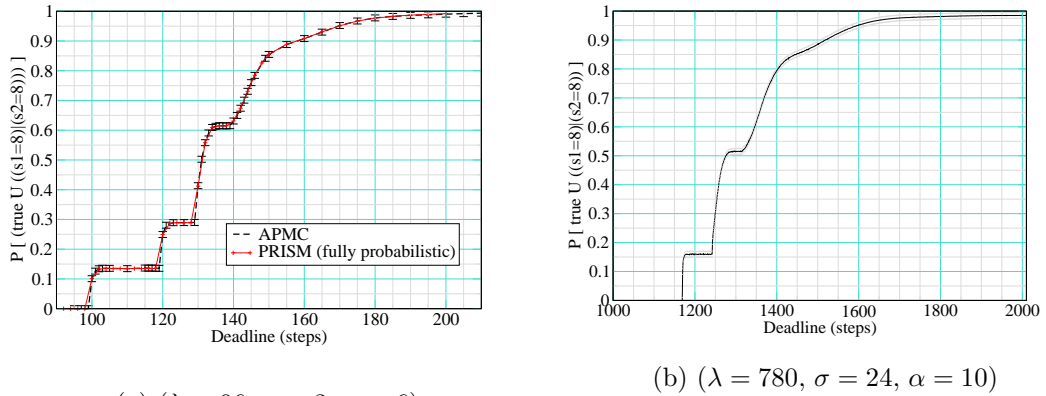 1
0.9
0.8
0.7
0.6
0.5
0.4
0.3
0.2
0.1
0
P [ (true U ((s1=8)|(s2=8))) ]
APMC
PRISM (fully probabilistic)
100 120 140 160 180 200
Deadline (steps)
1
0.9
0.8
0.7
0.6
0.5
0.4
0.3
0.2
0.1
0
P [ true U ((s1=8)|(s2=8)) ]
1000 1200 1400 1600 1800 2000
Deadline (steps)
(b) (λ = 780, σ = 24, α = 10)